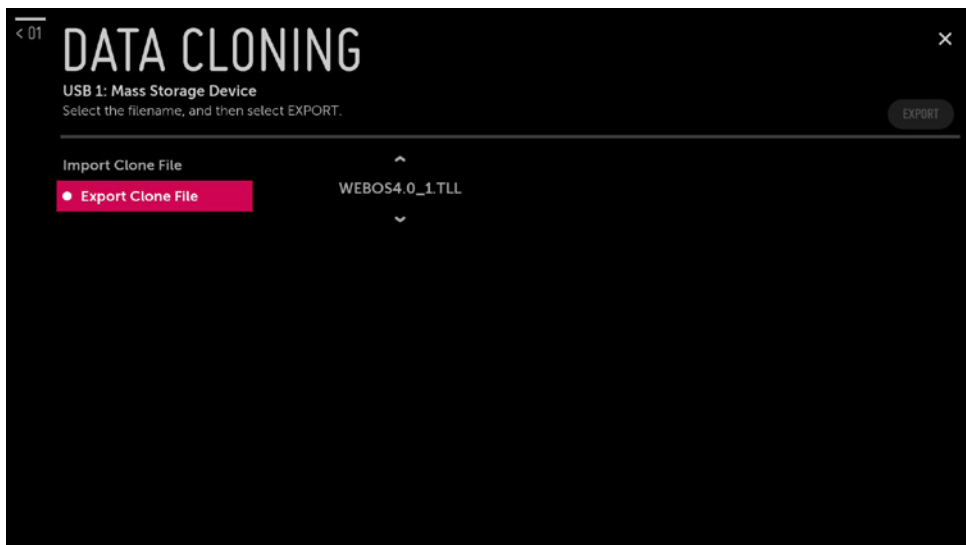 < 01
DATA CLONING
USB 1: Mass Storage Device
Select the filename, and then select EXPORT.
EXPORT
Import Clone File
Export Clone File
WEBOS4.0_1.TLL